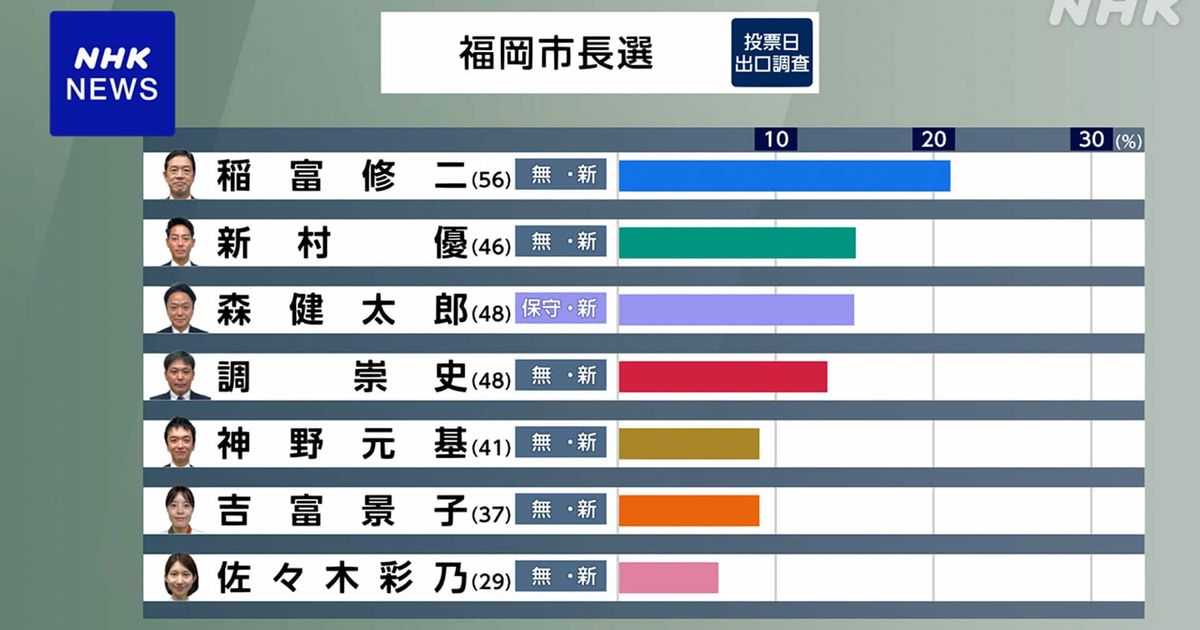 NHK
NHK
NEWS
福岡市長選
投票日
出口調査
10 20 30 (%)
稲富修二(56) 無・新
新村優(46) 無・新
森健太郎(48) 保守・新
調崇史(48) 無・新
神野元基(41) 無・新
吉富景子(37) 無・新
佐々木彩乃(29) 無・新